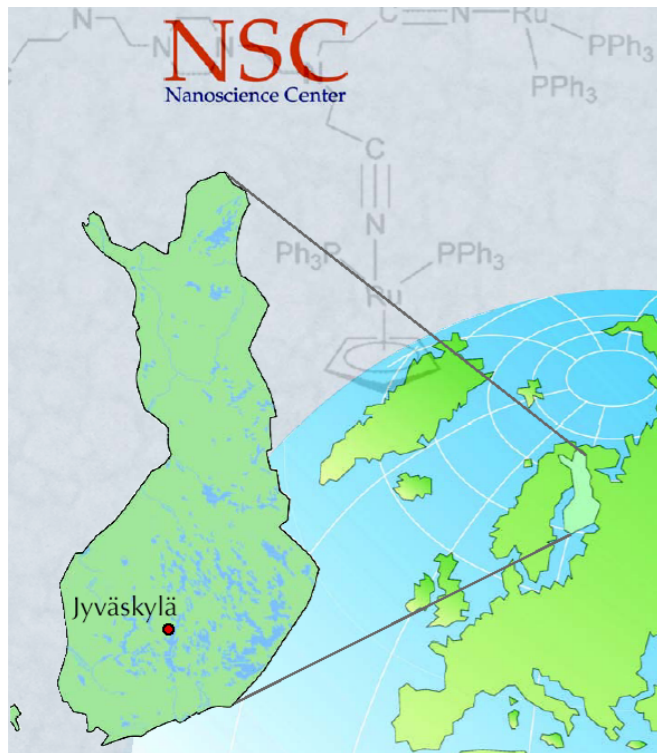 NSC
Nanoscience Center
N
N
N
N
C
N
Ru
PPh₃
PPh₃
C
N
Ph₃P
PPh₃
Ru
Jyväskylä